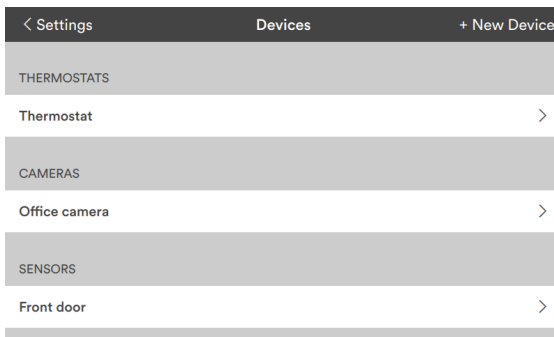 < Settings Devices + New Device
THERMOSTATS
Thermostat
CAMERAS
Office camera
SENSORS
Front door